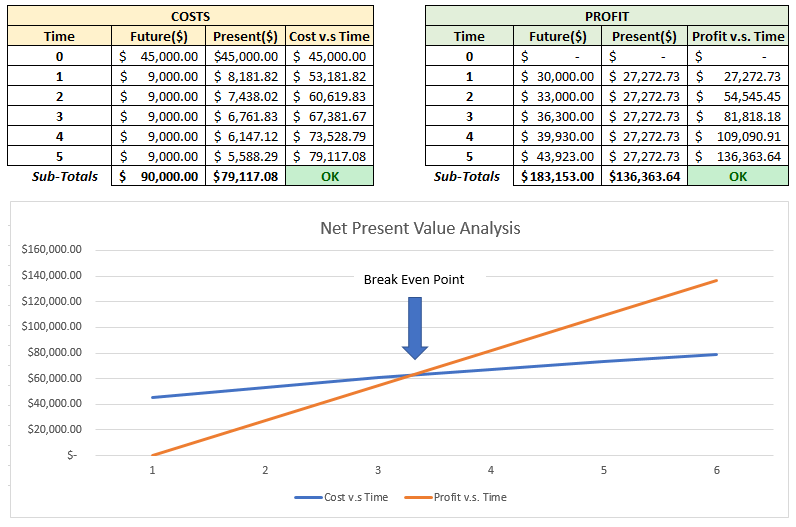 COSTS
Time Future($) Present($) Cost v.s Time
0 $ 45,000.00 $45,000.00 $ 45,000.00
1 $ 9,000.00 $ 8,181.82 $ 53,181.82
2 $ 9,000.00 $ 7,438.02 $ 60,619.83
3 $ 9,000.00 $ 6,761.83 $ 67,381.67
4 $ 9,000.00 $ 6,147.12 $ 73,528.79
5 $ 9,000.00 $ 5,588.29 $ 79,117.08
Sub-Totals $ 90,000.00 $79,117.08 OK
PROFIT
Time Future($) Present($) Profit v.s. Time
0 $ - $ - $ -
1 $ 30,000.00 $ 27,272.73 $ 27,272.73
2 $ 33,000.00 $ 27,272.73 $ 54,545.45
3 $ 36,300.00 $ 27,272.73 $ 81,818.18
4 $ 39,930.00 $ 27,272.73 $ 109,090.91
5 $ 43,923.00 $ 27,272.73 $ 136,363.64
Sub-Totals $183,153.00 $136,363.64 OK
Net Present Value Analysis
$160,000.00
$140,000.00
$120,000.00
$100,000.00
$80,000.00
$60,000.00
$40,000.00
$20,000.00
$-
Break Even Point
1 2 3 4 5 6
Cost v.s Time Profit v.s. Time